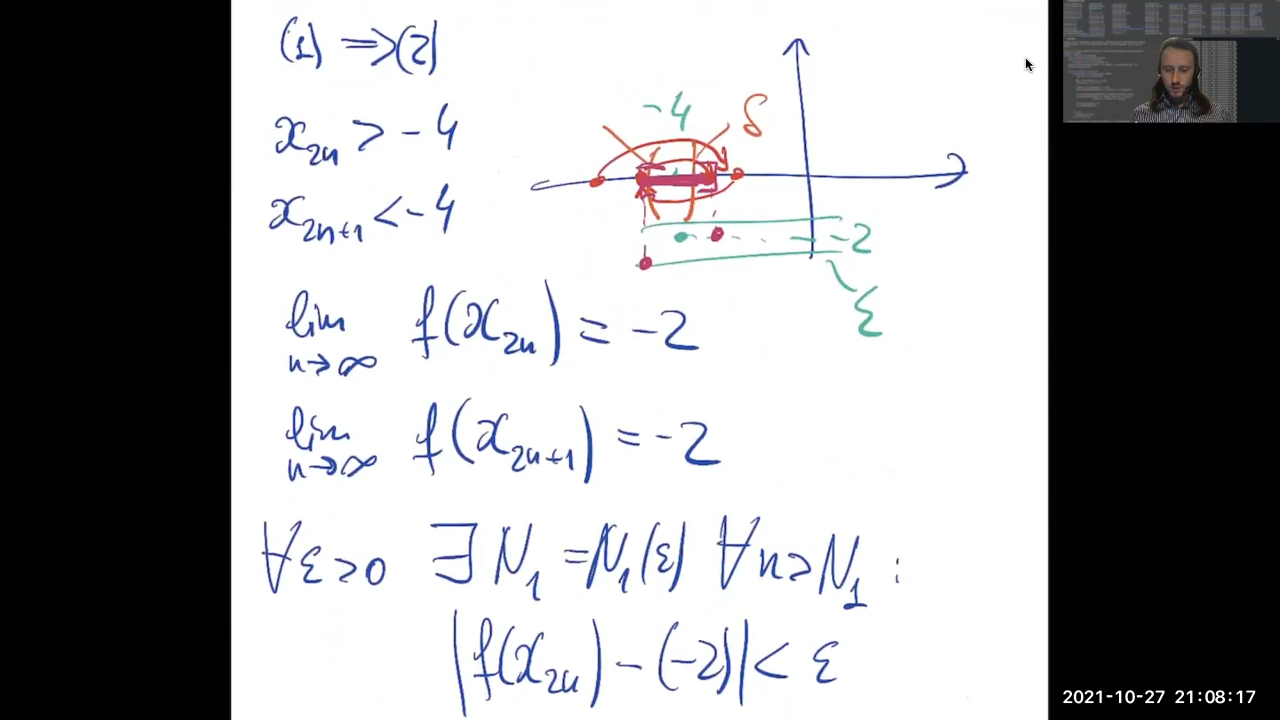 (1) ⟹ (2)
x_{2n} > -4
x_{2n+1} < -4
-4
δ
-2
ε
lim_{n→∞} f(x_{2n}) = -2
lim_{n→∞} f(x_{2n+1}) = -2
∀ε>0 ∃ N_1 = N_1(ε) ∀n>N_1 :
|f(x_{2n}) - (-2)| < ε
2021-10-27 21:08:17